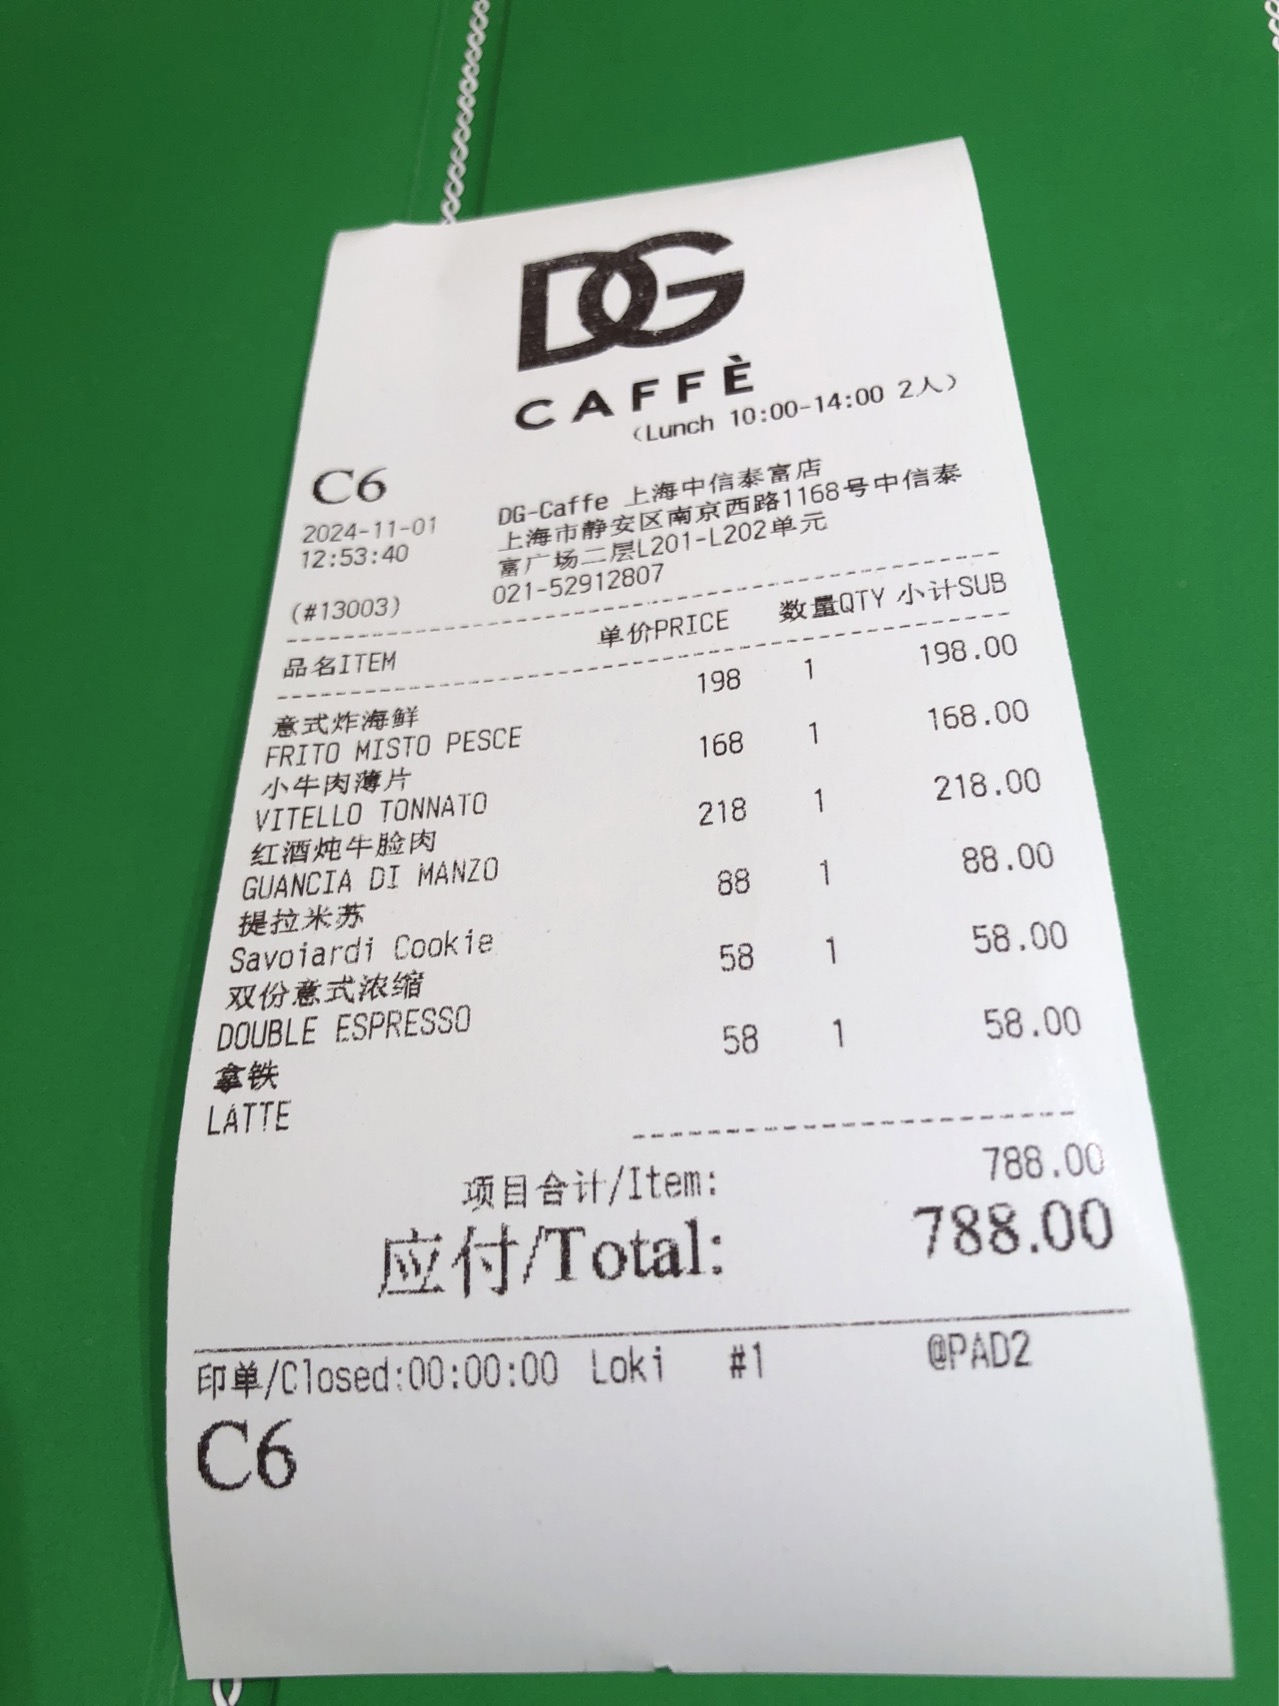 DG
CAFFÈ
(Lunch 10:00-14:00 2人)
C6
2024-11-01
12:53:40
(#13003)
DG-Caffe 上海中信泰富店
上海市静安区南京西路1168号中信泰
富广场二层L201-L202单元
021-52912807
品名ITEM 单价PRICE 数量QTY 小计SUB
意式炸海鲜 198 1 198.00
FRITO MISTO PESCE
小牛肉薄片 168 1 168.00
VITELLO TONNATO
红酒炖牛脸肉 218 1 218.00
GUANCIA DI MANZO
提拉米苏 88 1 88.00
Savoiardi Cookie
双份意式浓缩 58 1 58.00
DOUBLE ESPRESSO
拿铁 58 1 58.00
LATTE
项目合计/Item: 788.00
应付/Total: 788.00
印单/Closed:00:00:00 Loki #1 @PAD2
C6